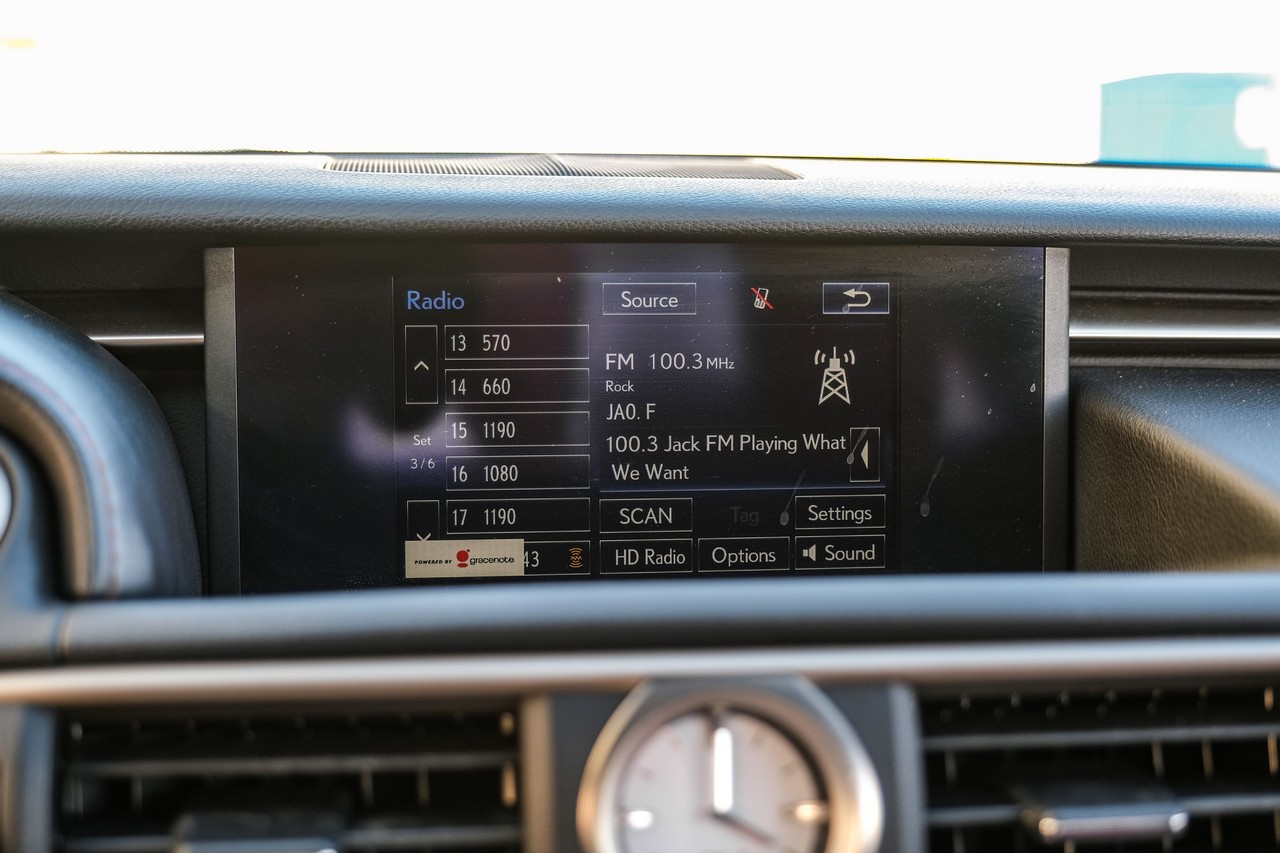 Radio
Source
13 570
14 660
15 1190
16 1080
17 1190
43
Set
3/6
POWERED BY gracenote
FM 100.3 MHz
Rock
JA0. F
100.3 Jack FM Playing What
We Want
SCAN
Tag
Settings
HD Radio
Options
Sound